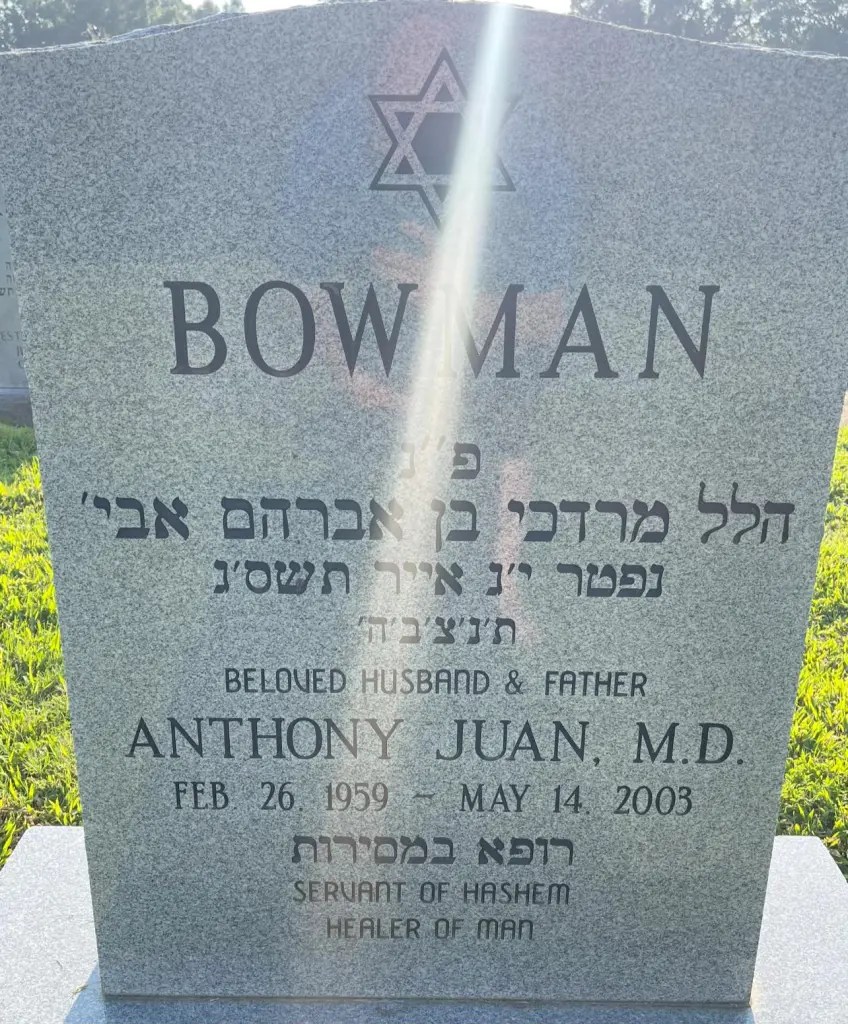 BOWMAN
פ"נ
הלל מרדכי בן אברהם אבי'
נפטר י"ג אייר תשס"ג
ת'נ'צ'ב'ה'
BELOVED HUSBAND & FATHER
ANTHONY JUAN, M.D.
FEB 26, 1959 ~ MAY 14, 2003
רופא במסירות
SERVANT OF HASHEM
HEALER OF MAN